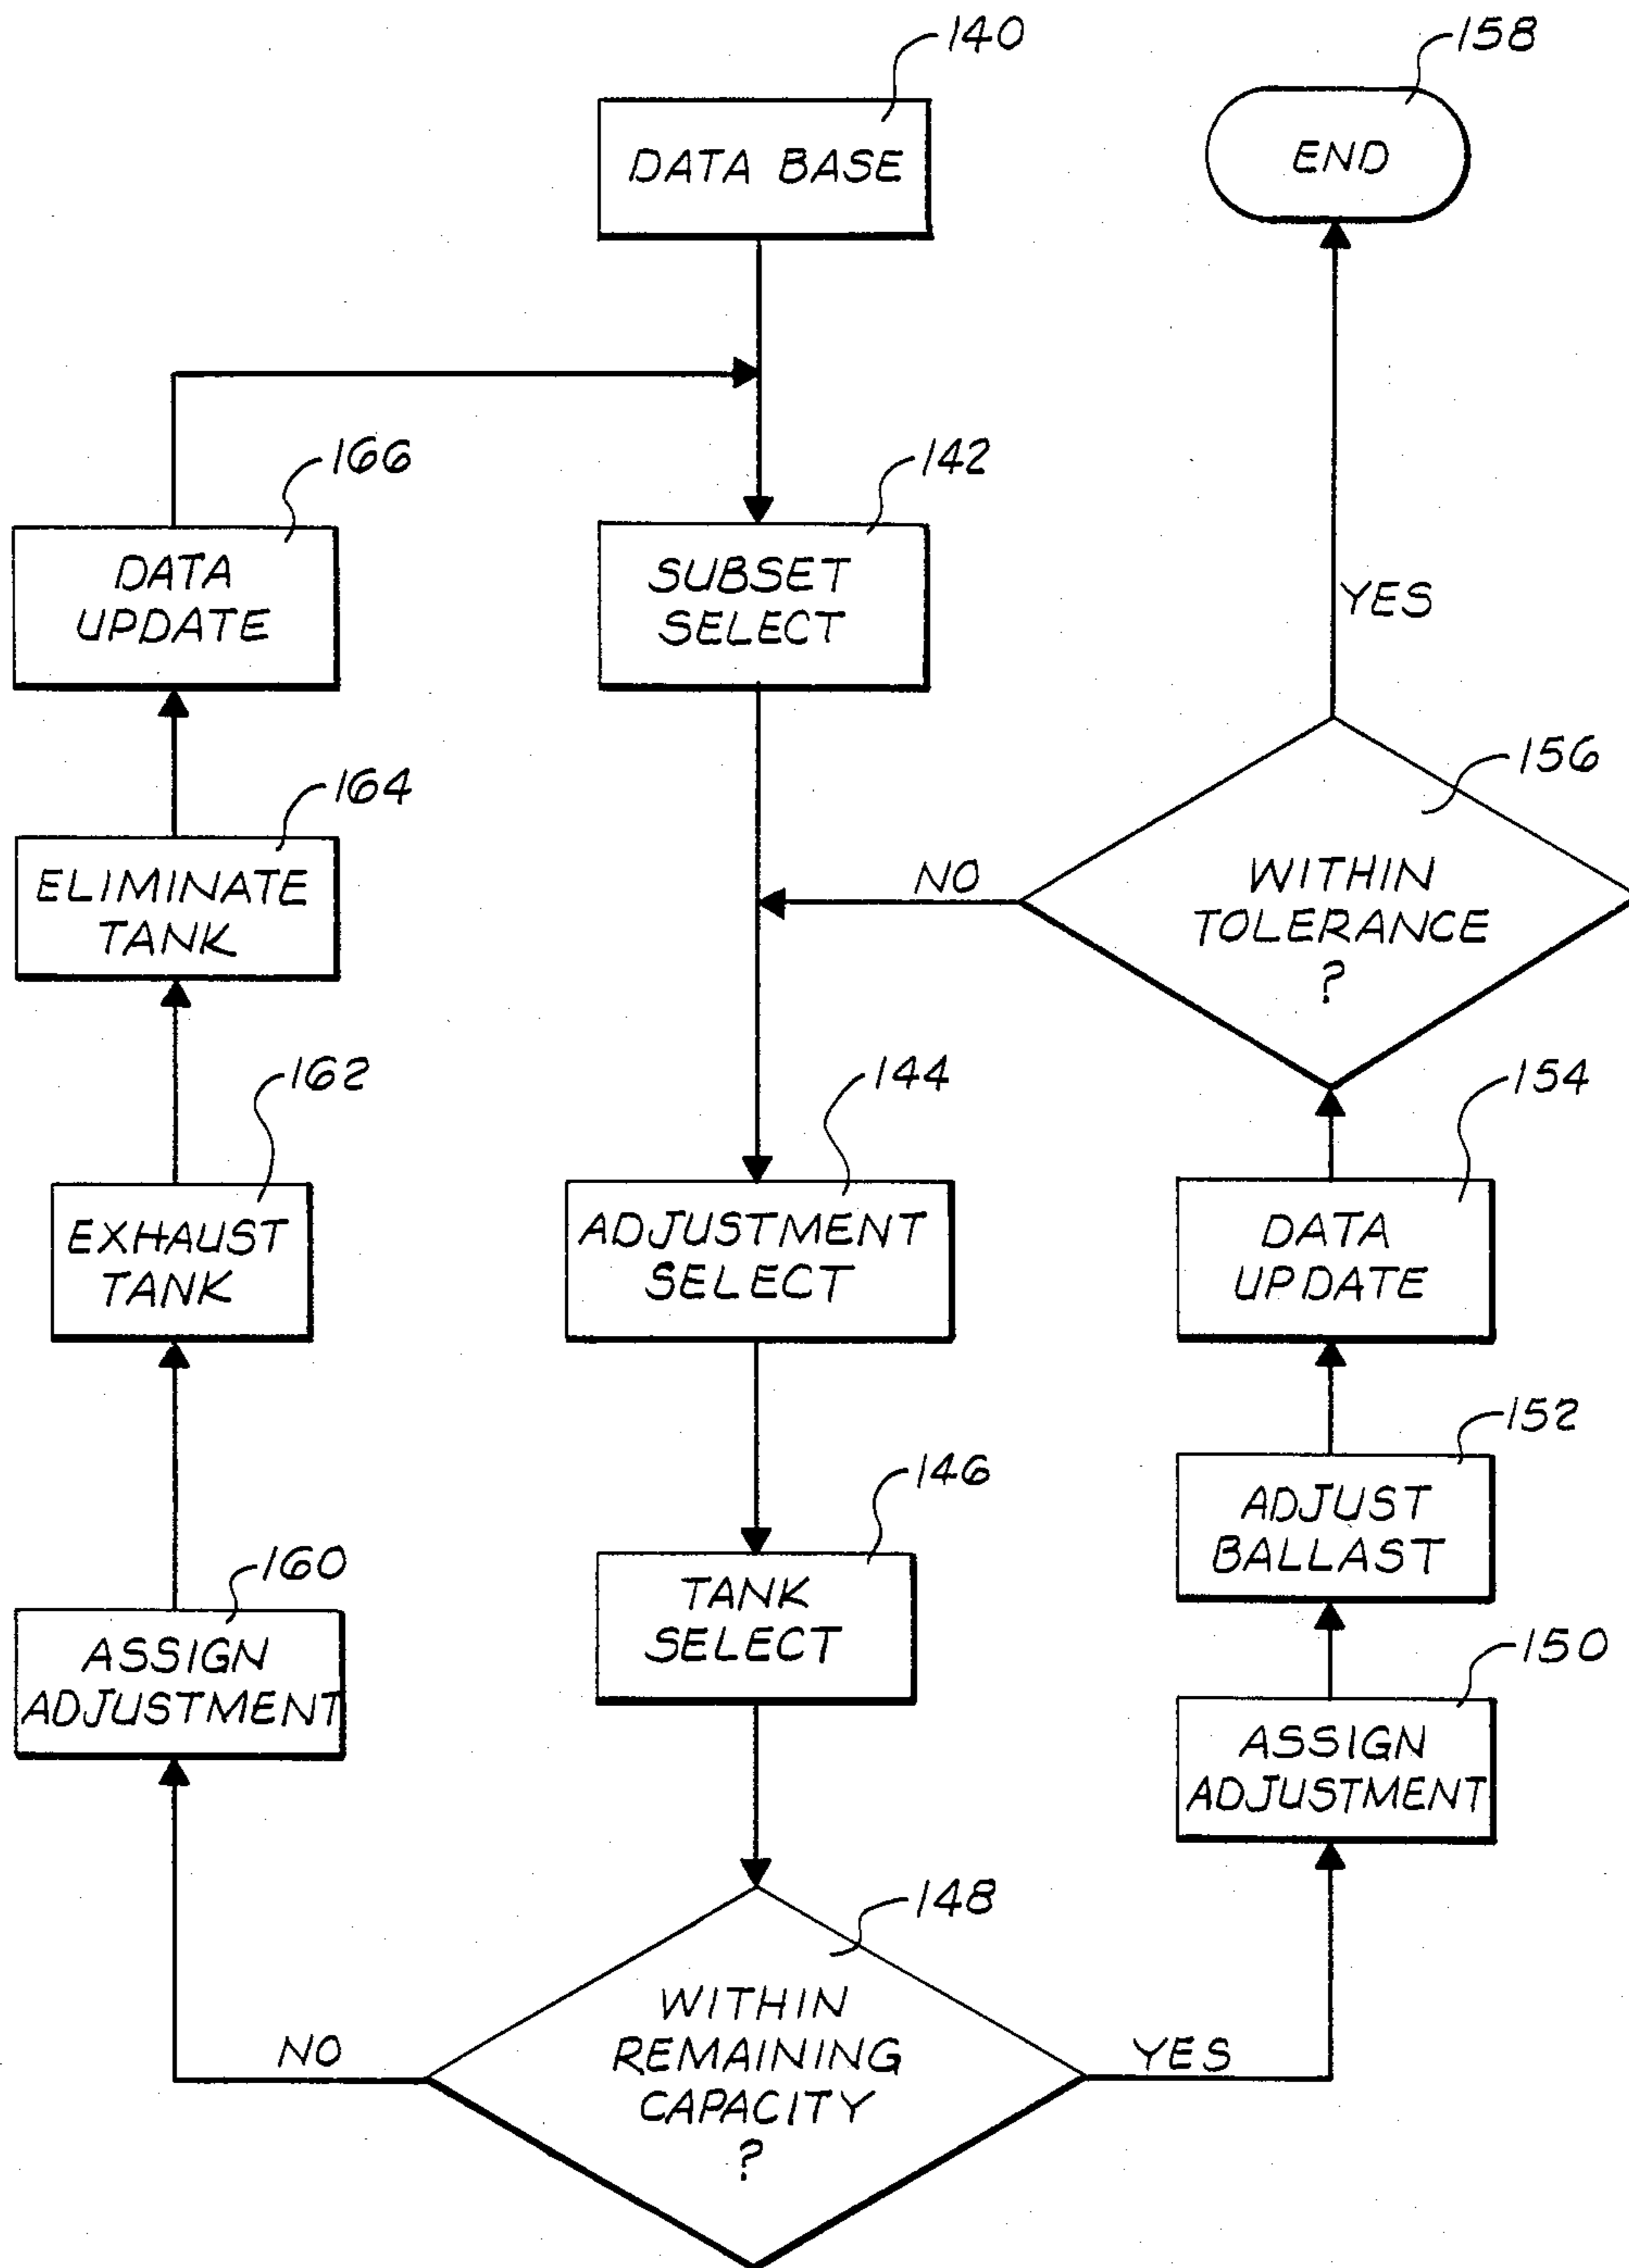 140
DATA BASE
158
END
166
DATA
UPDATE
142
SUBSET
SELECT
YES
156
WITHIN
TOLERANCE
?
NO
164
ELIMINATE
TANK
162
EXHAUST
TANK
144
ADJUSTMENT
SELECT
154
DATA
UPDATE
152
ADJUST
BALLAST
146
TANK
SELECT
160
ASSIGN
ADJUSTMENT
150
ASSIGN
ADJUSTMENT
148
WITHIN
REMAINING
CAPACITY
?
NO
YES